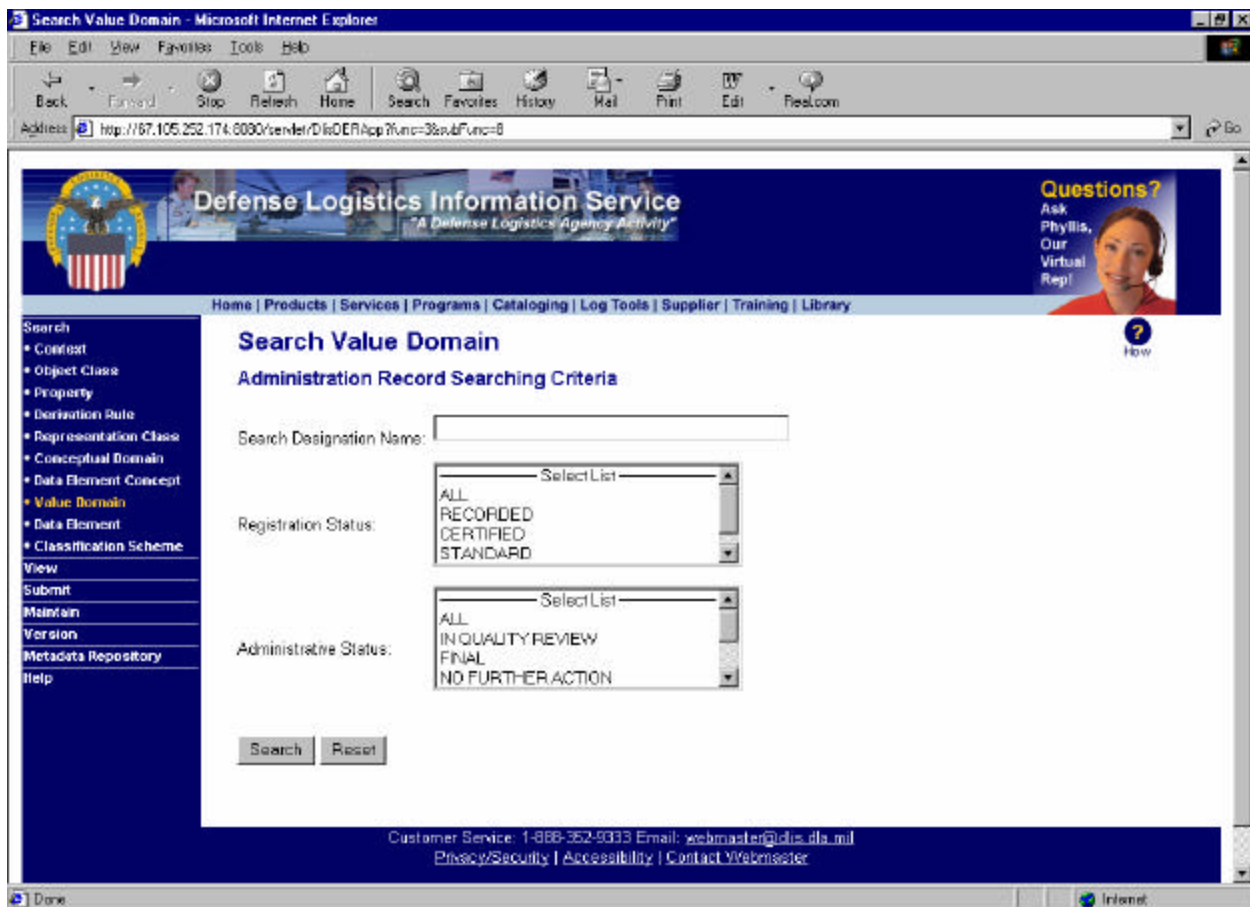 Search Value Domain - Microsoft Internet Explorer
File Edit View Favorites Tools Help
Back Forward Stop Refresh Home Search Favorites History Mail Print Edit Real.com
Address http://67.105.252.174:8080/servlet/DlisDERApp?func=3&subFunc=8 Go
Defense Logistics Information Service
"A Defense Logistics Agency Activity"
Questions?
Ask
Phyllis,
Our
Virtual
Rep!
Home | Products | Services | Programs | Cataloging | Log Tools | Supplier | Training | Library
Search
• Context
• Object Class
• Property
• Derivation Rule
• Representation Class
• Conceptual Domain
• Data Element Concept
• Value Domain
• Data Element
• Classification Scheme
View
Submit
Maintain
Version
Metadata Repository
Help
Search Value Domain
?
How
Administration Record Searching Criteria
Search Designation Name:
Registration Status:
Select List
ALL
RECORDED
CERTIFIED
STANDARD
Administrative Status:
Select List
ALL
IN QUALITY REVIEW
FINAL
NO FURTHER ACTION
Search Reset
Customer Service: 1-888-352-9333 Email: webmaster@dlis.dla.mil
Privacy/Security | Accessibility | Contact Webmaster
Done Internet